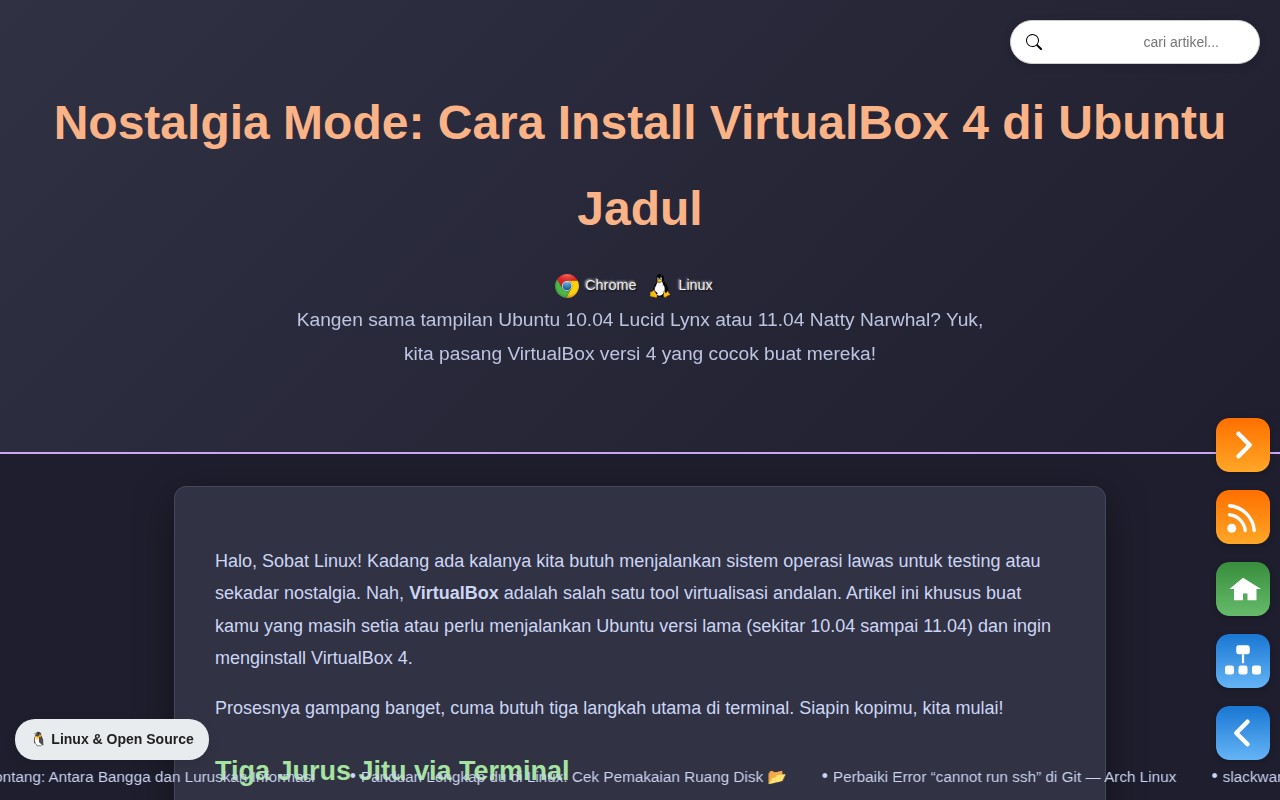 cari artikel...
Nostalgia Mode: Cara Install VirtualBox 4 di Ubuntu
Jadul
Chrome Linux
Kangen sama tampilan Ubuntu 10.04 Lucid Lynx atau 11.04 Natty Narwhal? Yuk,
kita pasang VirtualBox versi 4 yang cocok buat mereka!
Halo, Sobat Linux! Kadang ada kalanya kita butuh menjalankan sistem operasi lawas untuk testing atau
sekadar nostalgia. Nah, VirtualBox adalah salah satu tool virtualisasi andalan. Artikel ini khusus buat
kamu yang masih setia atau perlu menjalankan Ubuntu versi lama (sekitar 10.04 sampai 11.04) dan ingin
menginstall VirtualBox 4.
Prosesnya gampang banget, cuma butuh tiga langkah utama di terminal. Siapin kopimu, kita mulai!
🐧 Linux & Open Source
Tiga Jurus Jitu via Terminal
ontang: Antara Bangga dan Luruskan Informasi • Panduan Lengkap du di Linux: Cek Pemakaian Ruang Disk 📂 • Perbaiki Error “cannot run ssh” di Git — Arch Linux • slackwar